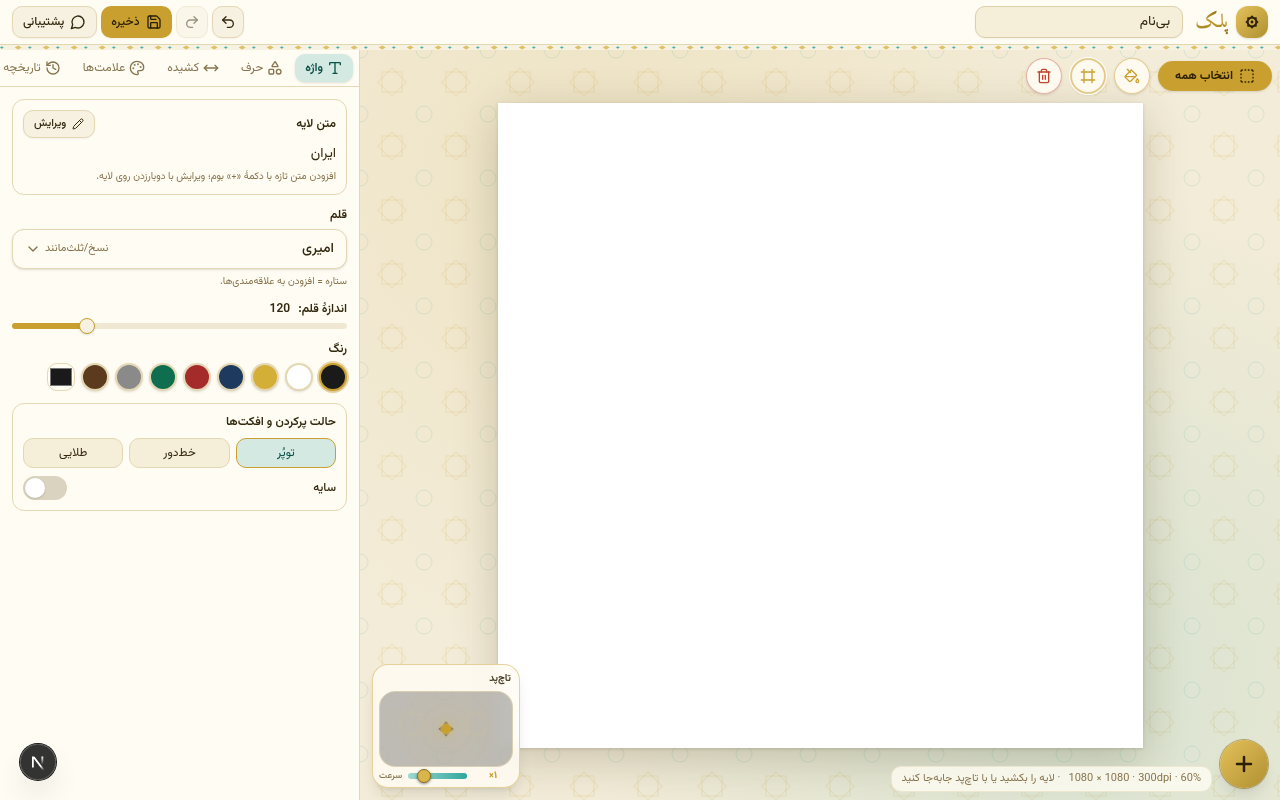 پلک
بی‌نام
ذخیره
پشتیبانی
انتخاب همه
واژه
حرف
کشیده
علامت‌ها
تاریخچه
متن لایه
ویرایش
ایران
افزودن متن تازه با دکمهٔ «+» بوم؛ ویرایش با دوبارزدن روی لایه.
قلم
امیری
نسخ/ثلث‌مانند
ستاره = افزودن به علاقه‌مندی‌ها.
اندازهٔ قلم: 120
رنگ
حالت پرکردن و افکت‌ها
توپُر
خط‌دور
طلایی
سایه
تاچ‌پد
سرعت
×۱
1080 × 1080 · 300dpi · 60% · لایه را بکشید یا با تاچ‌پد جابه‌جا کنید
N